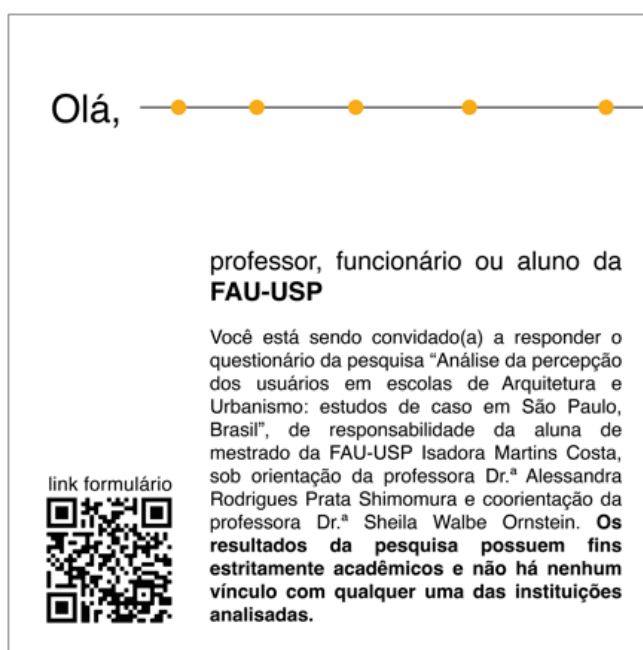 Olá,
professor, funcionário ou aluno da
FAU-USP
Você está sendo convidado(a) a responder o
questionário da pesquisa “Análise da percepção
dos usuários em escolas de Arquitetura e
Urbanismo: estudos de caso em São Paulo,
Brasil”, de responsabilidade da aluna de
mestrado da FAU-USP Isadora Martins Costa,
sob orientação da professora Dr.ª Alessandra
Rodrigues Prata Shimomura e coorientação da
professora Dr.ª Sheila Walbe Ornstein. Os
resultados da pesquisa possuem fins
estritamente acadêmicos e não há nenhum
vínculo com qualquer uma das instituições
analisadas.
link formulário